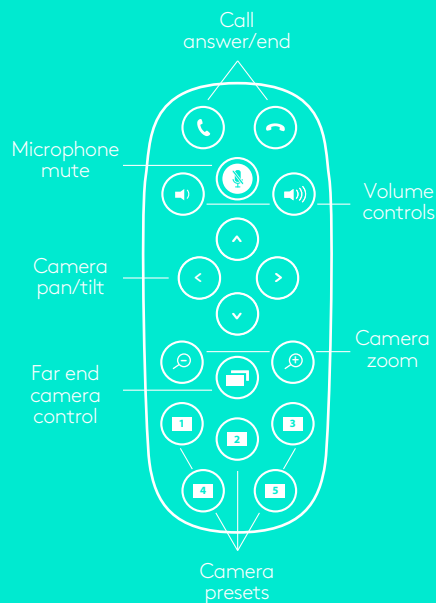 Call
answer/end
Microphone
mute
Volume
controls
Camera
pan/tilt
Camera
zoom
Far end
camera
control
1
2
3
4
5
Camera
presets